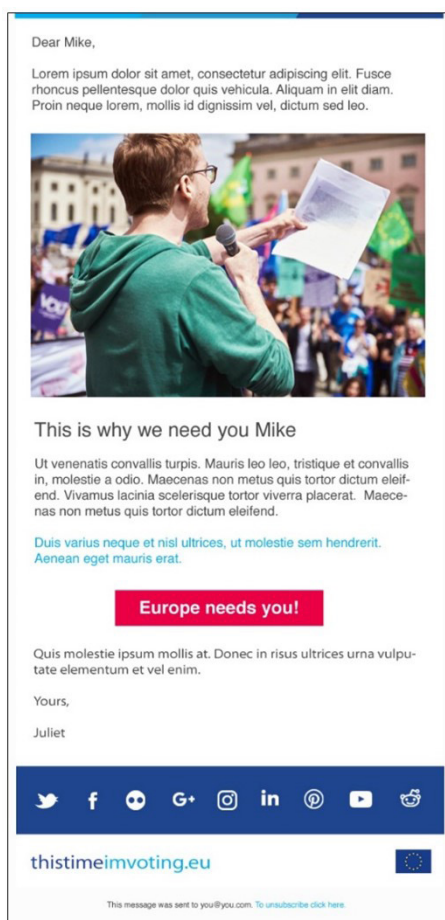 Dear Mike,
Lorem ipsum dolor sit amet, consectetur adipiscing elit. Fusce
rhoncus pellentesque dolor quis vehicula. Aliquam in elit diam.
Proin neque lorem, mollis id dignissim vel, dictum sed leo.
This is why we need you Mike
Ut venenatis convallis turpis. Mauris leo leo, tristique et convallis
in, molestie a odio. Maecenas non metus quis tortor dictum eleif-
end. Vivamus lacinia scelerisque tortor viverra placerat. Maece-
nas non metus quis tortor dictum eleifend.
Duis varius neque et nisl ultrices, ut molestie sem hendrerit.
Aenean eget mauris erat.
Europe needs you!
Quis molestie ipsum mollis at. Donec in risus ultrices urna vulpu-
tate elementum et vel enim.
Yours,
Juliet
thistimeimvoting.eu
This message was sent to you@you.com. To unsubscribe click here.